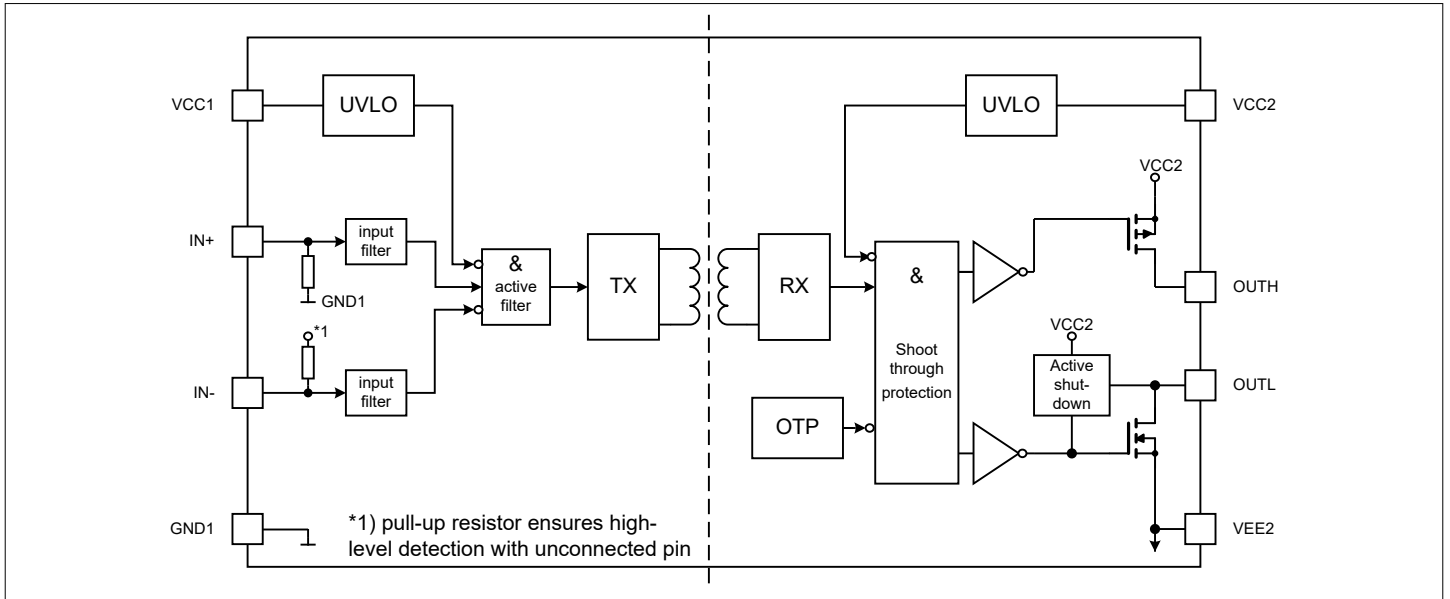 VCC1
UVLO
UVLO
VCC2
VCC2
IN+
input
filter
GND1
&
active
filter
TX
RX
&
Shoot
through
protection
OUTH
*1
IN-
input
filter
VCC2
Active
shut-
down
OUTL
OTP
GND1
*1) pull-up resistor ensures high-
level detection with unconnected pin
VEE2